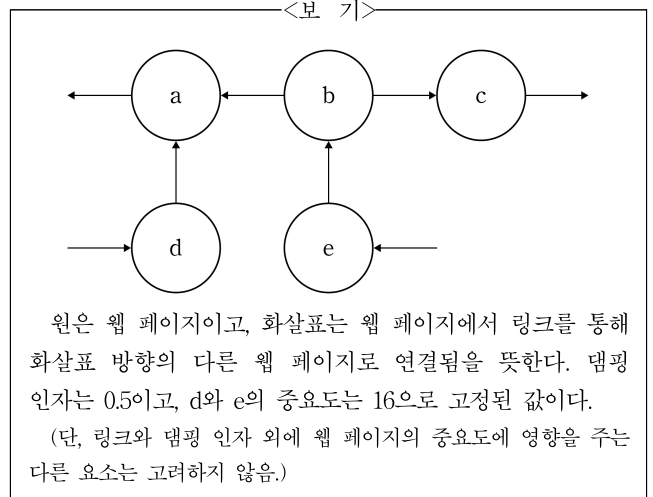 <보 기>
a b c
d e
원은 웹 페이지이고, 화살표는 웹 페이지에서 링크를 통해
화살표 방향의 다른 웹 페이지로 연결됨을 뜻한다. 댐핑
인자는 0.5이고, d와 e의 중요도는 16으로 고정된 값이다.
(단, 링크와 댐핑 인자 외에 웹 페이지의 중요도에 영향을 주는
다른 요소는 고려하지 않음.)